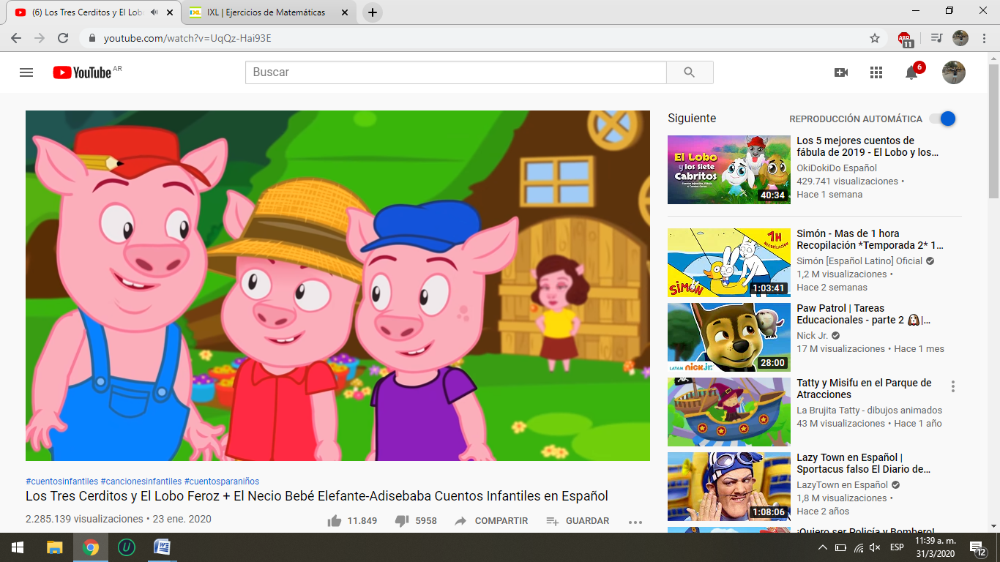 (6) Los Tres Cerditos y El Lob
IXL | Ejercicios de Matemáticas
youtube.com/watch?v=UqQz-Hai93E
ABP
11
YouTube AR
Buscar
6
Siguiente
REPRODUCCIÓN AUTOMÁTICA
El Lobo
y los Siete
Cabritos
40:34
Los 5 mejores cuentos de
fábula de 2019 - El Lobo y los...
OkiDokiDo Español
429.741 visualizaciones •
Hace 1 semana
1H
RECOPILACIÓN
SIMÓN
1:03:41
Simón - Mas de 1 hora
Recopilación *Temporada 2* 1...
Simón [Español Latino] Oficial
1,2 M visualizaciones •
Hace 2 semanas
LATAM nick jr.
28:00
Paw Patrol | Tareas
Educacionales - parte 2 |...
Nick Jr.
17 M visualizaciones • Hace 1 mes
Tatty y Misifu en el Parque de
Atracciones
La Brujita Tatty - dibujos animados
43 M visualizaciones • Hace 1 año
1:08:06
Lazy Town en Español |
Sportacus falso El Diario de...
LazyTown en Español
1,8 M visualizaciones •
Hace 2 años
¡Quiero ser Policía y Bombero!
#cuentosinfantiles #cancionesinfantiles #cuentosparaniños
Los Tres Cerditos y El Lobo Feroz + El Necio Bebé Elefante-Adisebaba Cuentos Infantiles en Español
2.285.139 visualizaciones • 23 ene. 2020
11.849
5958
COMPARTIR
GUARDAR
ESP
11:39 a. m.
31/3/2020
12